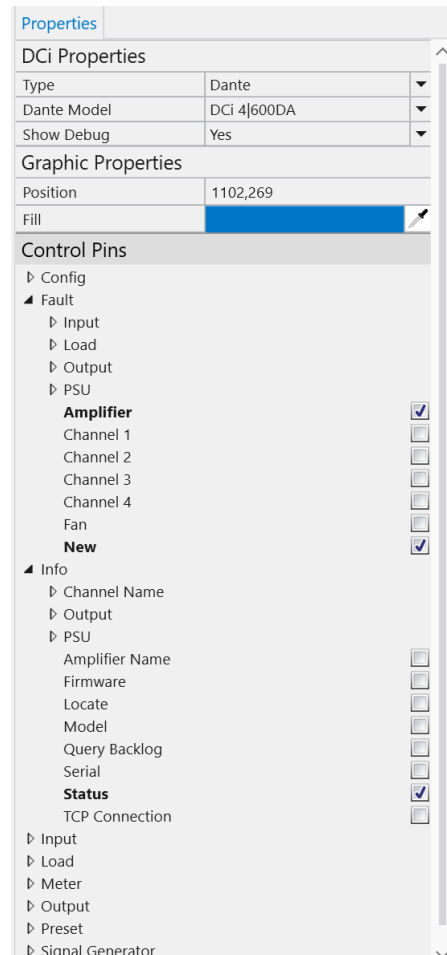 Properties
DCi Properties
Type Dante
Dante Model DCi 4|600DA
Show Debug Yes
Graphic Properties
Position 1102,269
Fill
Control Pins
Config
Fault
Input
Load
Output
PSU
Amplifier
Channel 1
Channel 2
Channel 3
Channel 4
Fan
New
Info
Channel Name
Output
PSU
Amplifier Name
Firmware
Locate
Model
Query Backlog
Serial
Status
TCP Connection
Input
Load
Meter
Output
Preset
Signal Generator